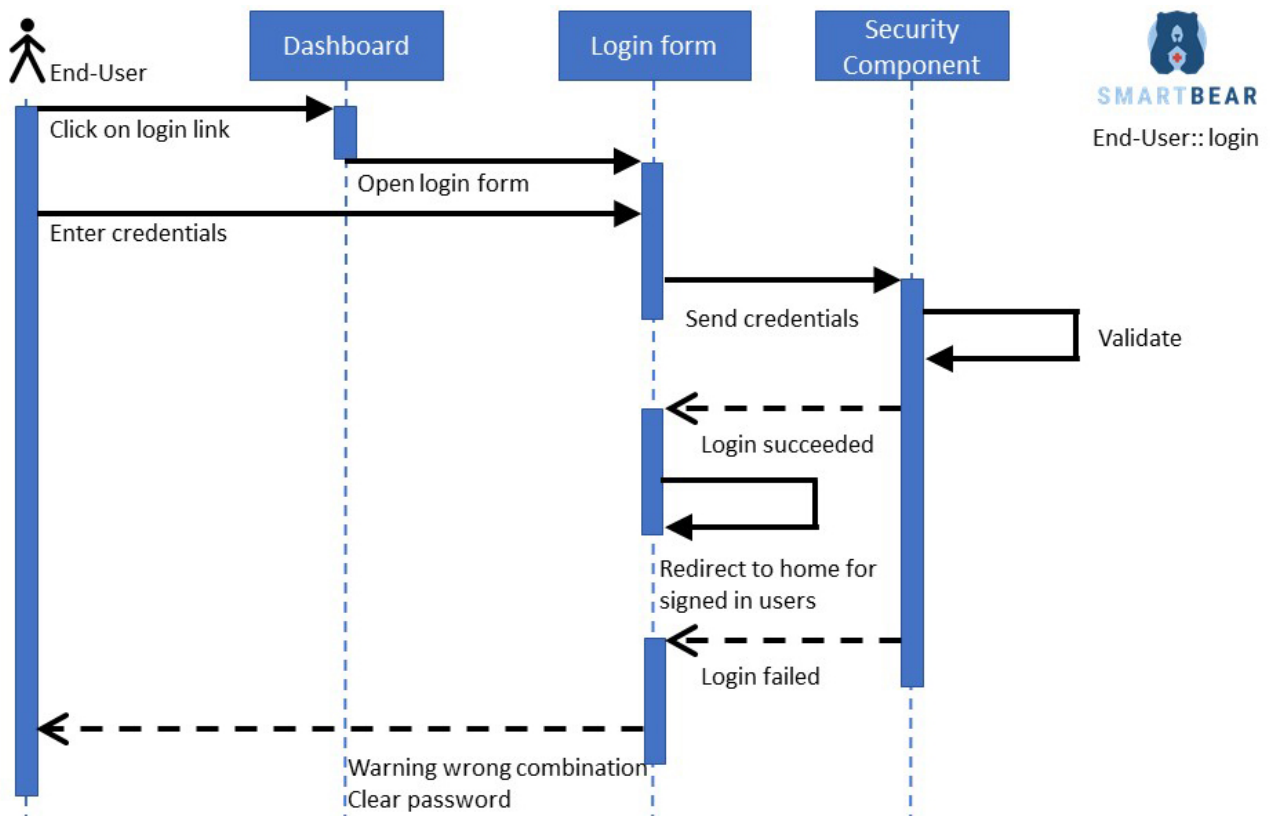 Dashboard
Login form
Security
Component
End-User
SMARTBEAR
End-User:: login
Click on login link
Open login form
Enter credentials
Send credentials
Validate
Login succeeded
Redirect to home for
signed in users
Login failed
Warning wrong combination
Clear password